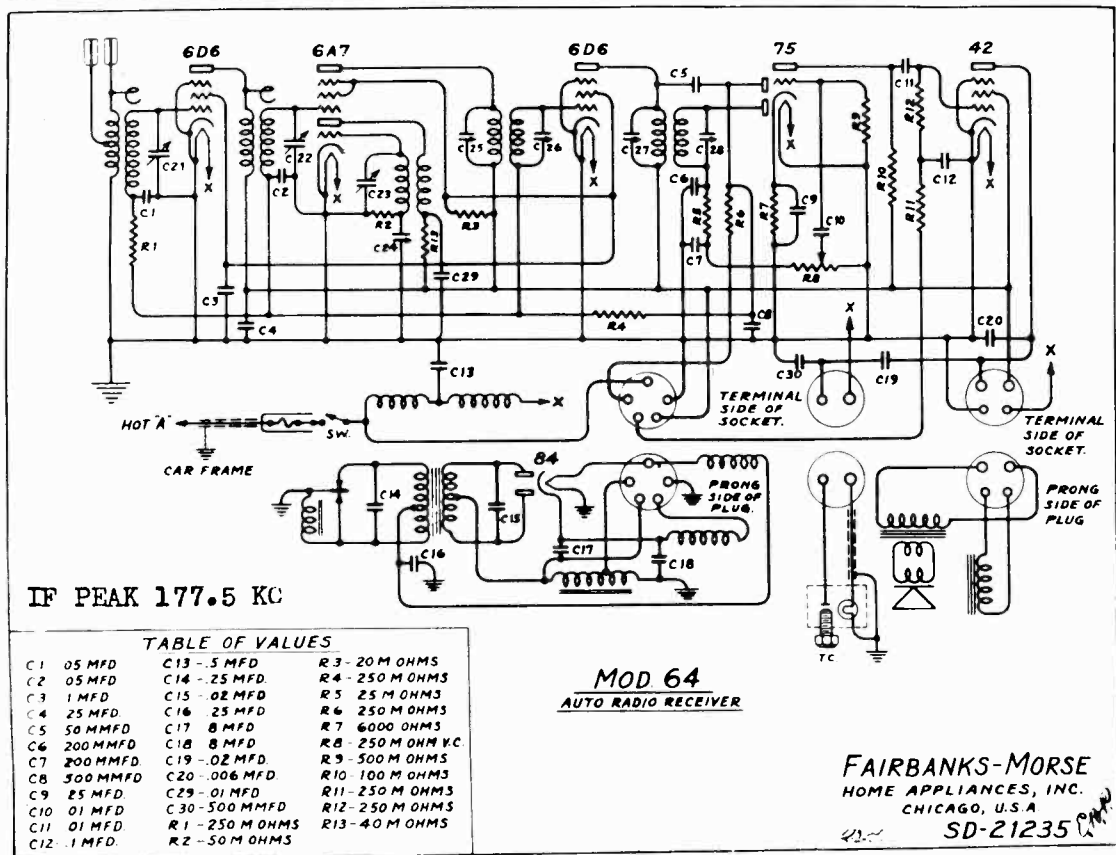 6D6 6A7 6D6 75 42
C5 C11
C21 C22 C25 C26 C27 C28 R9 R12
X X X X X
C2 C23 C6 R10 C12
C1 R2 R3 R8 R6 R7 C9 R11
R1 C24 R13 C7 C10
C29 R8
C3
C4 R4 C8 X C20
C13 C30 C19 X
X
HOT "A" SW.
TERMINAL
SIDE OF
SOCKET.
TERMINAL
SIDE OF
SOCKET.
CAR FRAME
84
C14 C15
PRONG
SIDE OF
PLUG.
PRONG
SIDE OF
PLUG
C16 C17 C18
IF PEAK 177.5 KC
TC
TABLE OF VALUES
C1 05 MFD C13 - .5 MFD R3 - 20 M OHMS
C2 05 MFD C14 - .25 MFD. R4 - 250 M OHMS
C3 1 MFD C15 - .02 MFD R5 25 M OHMS
C4 25 MFD. C16 .25 MFD R6 250 M OHMS
C5 50 MMFD C17 8 MFD R7 6000 OHMS
C6 200 MMFD C18 8 MFD R8 - 250 M OHM V.C.
C7 200 MMFD C19 - .02 MFD. R9 - 500 M OHMS
C8 500 MMFD C20 - .006 MFD. R10 - 100 M OHMS
C9 25 MFD. C29 - .01 MFD R11 - 250 M OHMS
C10 01 MFD C30 - 500 MMFD R12 - 250 M OHMS
C11 01 MFD. R1 - 250 M OHMS R13 - 40 M OHMS
C12 - .1 MFD. R2 - 50 M OHMS
MOD. 64
AUTO RADIO RECEIVER
FAIRBANKS-MORSE
HOME APPLIANCES, INC.
CHICAGO, U.S.A
SD-21235